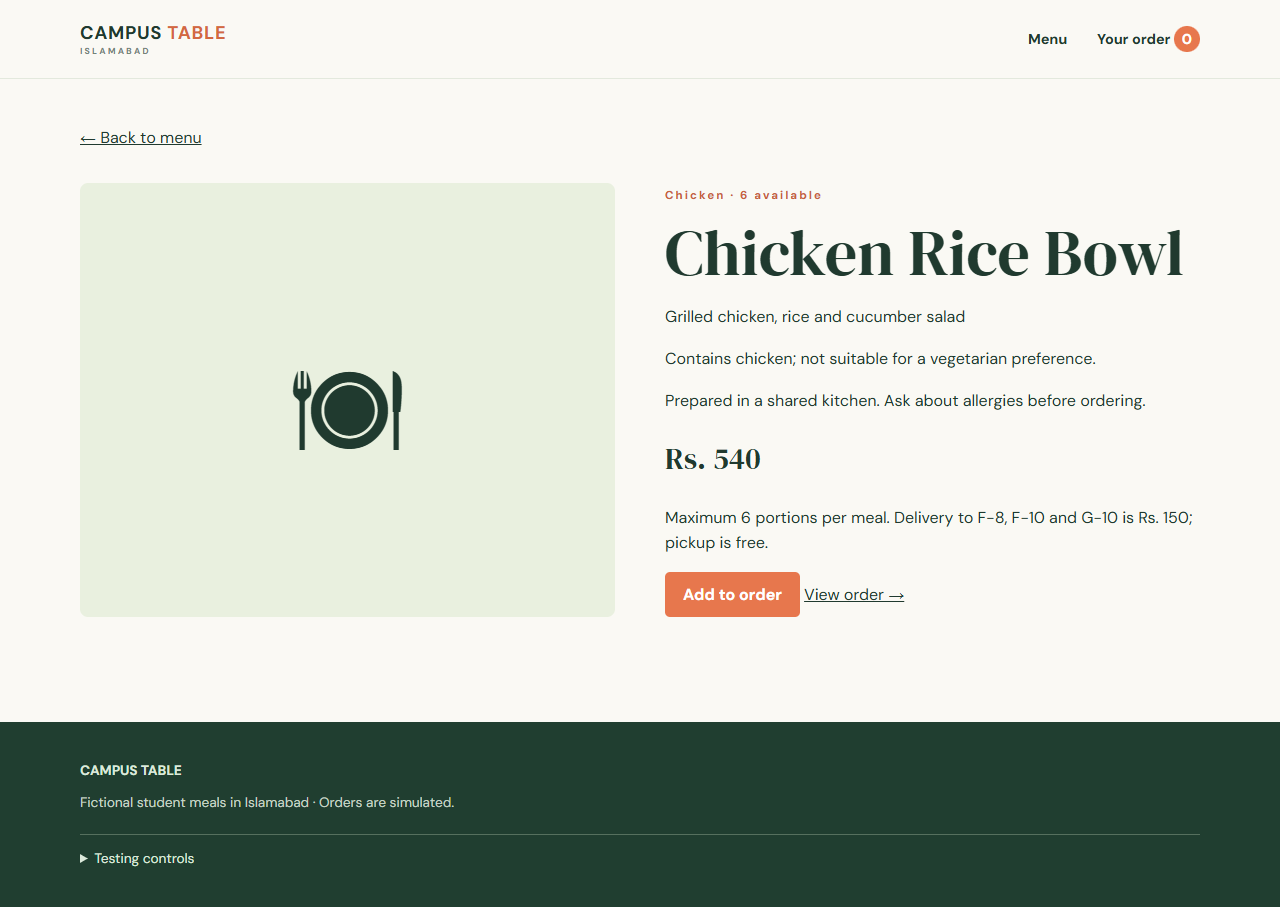 CAMPUS TABLE
ISLAMABAD
Menu
Your order 0
← Back to menu
Chicken · 6 available
Chicken Rice Bowl
Grilled chicken, rice and cucumber salad
Contains chicken; not suitable for a vegetarian preference.
Prepared in a shared kitchen. Ask about allergies before ordering.
Rs. 540
Maximum 6 portions per meal. Delivery to F-8, F-10 and G-10 is Rs. 150;
pickup is free.
Add to order View order →
CAMPUS TABLE
Fictional student meals in Islamabad · Orders are simulated.
▶ Testing controls